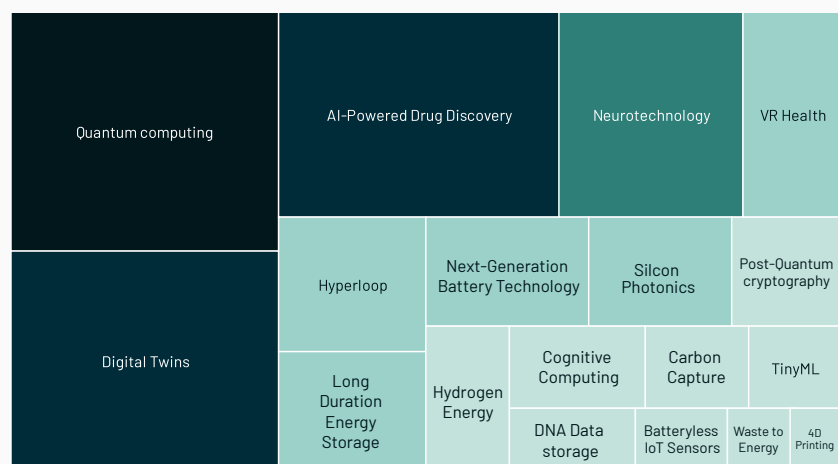 Quantum computing
AI-Powered Drug Discovery
Neurotechnology
VR Health
Digital Twins
Hyperloop
Next-Generation
Battery Technology
Silcon
Photonics
Post-Quantum
cryptography
Long
Duration
Energy
Storage
Hydrogen
Energy
Cognitive
Computing
Carbon
Capture
TinyML
DNA Data
storage
Batteryless
IoT Sensors
Waste to
Energy
4D
Printing